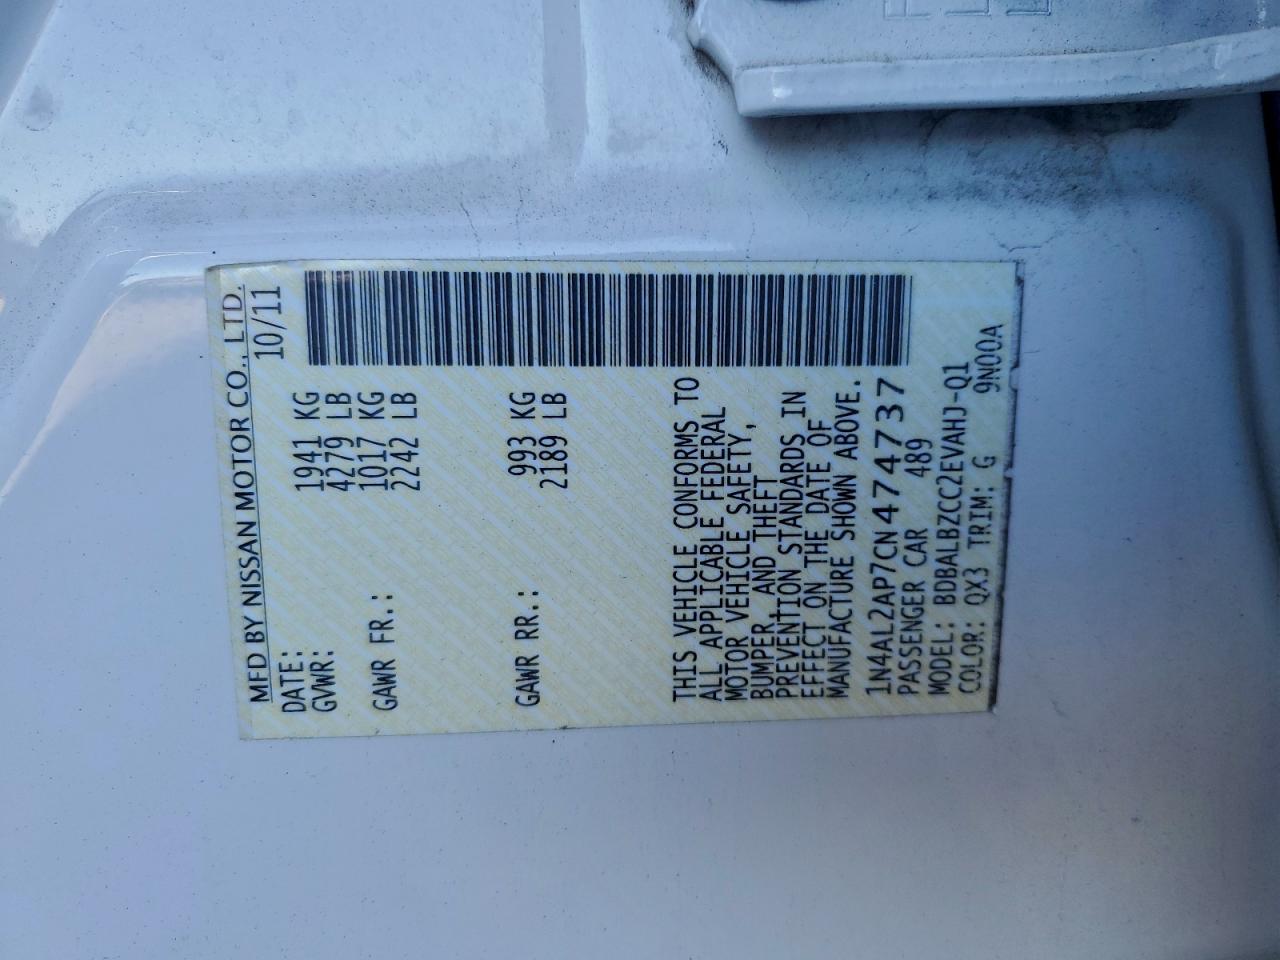 MFD BY NISSAN MOTOR CO., LTD.
DATE: 10/11
GVWR: 1941 KG
4279 LB
GAWR FR.: 1017 KG
2242 LB
GAWR RR.: 993 KG
2189 LB
THIS VEHICLE CONFORMS TO
ALL APPLICABLE FEDERAL
MOTOR VEHICLE SAFETY,
BUMPER, AND THEFT
PREVENTION STANDARDS IN
EFFECT ON THE DATE OF
MANUFACTURE SHOWN ABOVE.
1N4AL2AP7CN474737
PASSENGER CAR 489
MODEL: BDBALBZCC2EVAHJ-Q1
COLOR: QX3 TRIM: G 9N00A